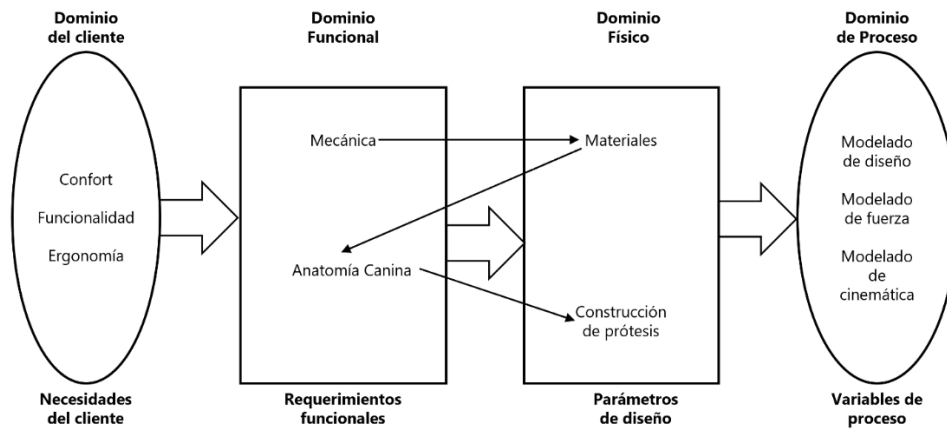 Dominio
del cliente
Dominio
Funcional
Dominio
Físico
Dominio
de Proceso
Confort
Funcionalidad
Ergonomía
Mecánica
Anatomía Canina
Materiales
Construcción
de prótesis
Modelado
de diseño
Modelado
de fuerza
Modelado
de
cinemática
Necesidades
del cliente
Requerimientos
funcionales
Parámetros
de diseño
Variables de
proceso